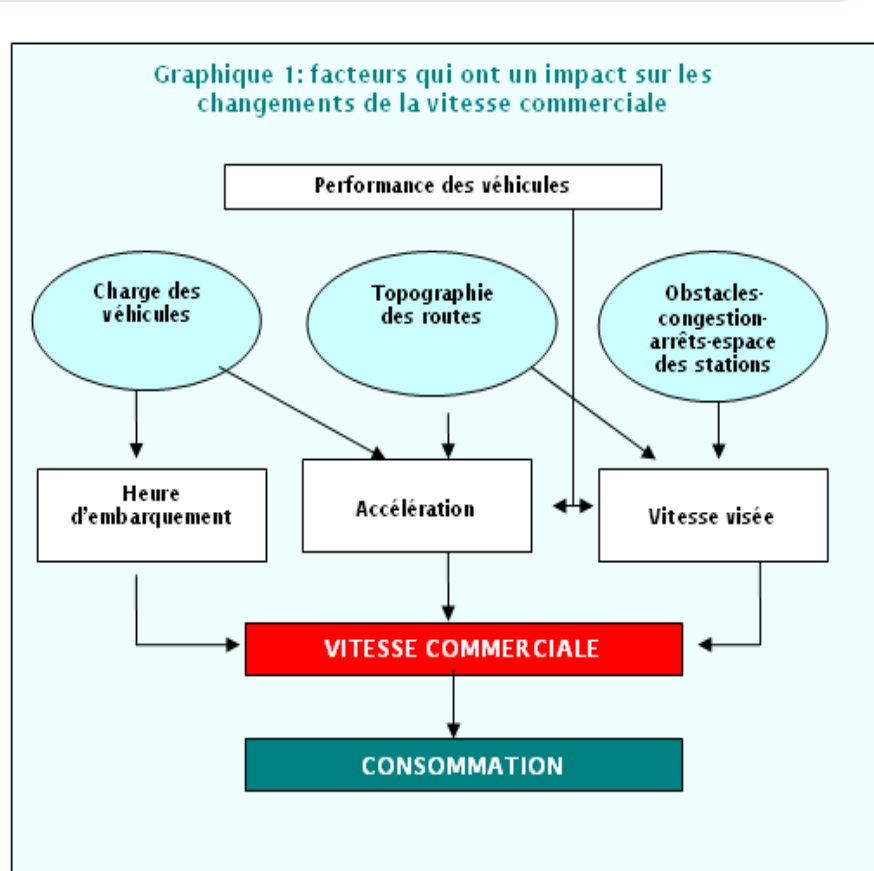 Graphique 1: facteurs qui ont un impact sur les
changements de la vitesse commerciale
Performance des véhicules
Charge des
véhicules
Topographie
des routes
Obstacles-
congestion-
arrêts-espace
des stations
Heure
d'embarquement
Accélération
Vitesse visée
VITESSE COMMERCIALE
CONSOMMATION